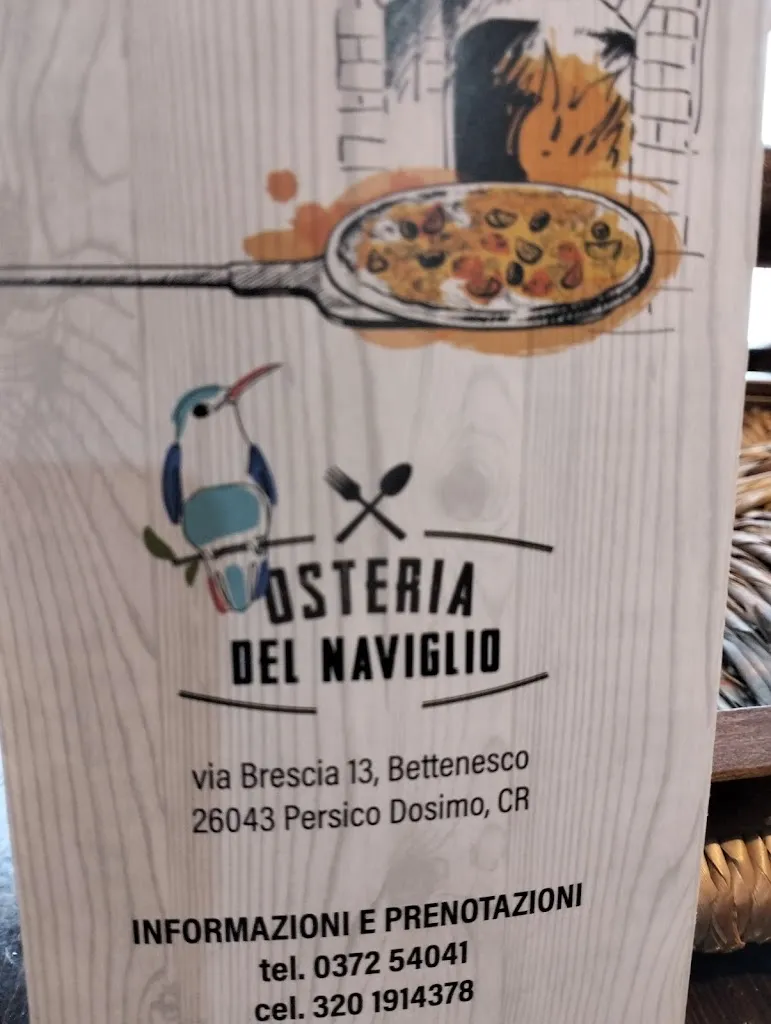 OSTERIA
DEL NAVIGLIO
via Brescia 13, Bettenesco
26043 Persico Dosimo, CR
INFORMAZIONI E PRENOTAZIONI
tel. 0372 54041
cel. 320 1914378